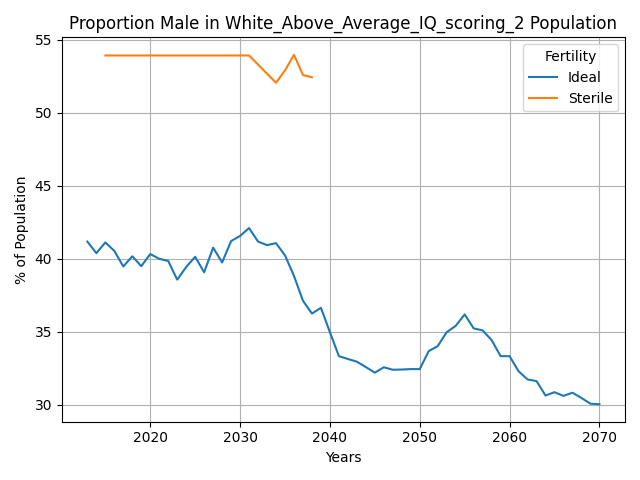 Proportion Male in White_Above_Average_IQ_scoring_2 Population
55
50
45
40
35
30
% of Population
Fertility
Ideal
Sterile
2020 2030 2040 2050 2060 2070
Years